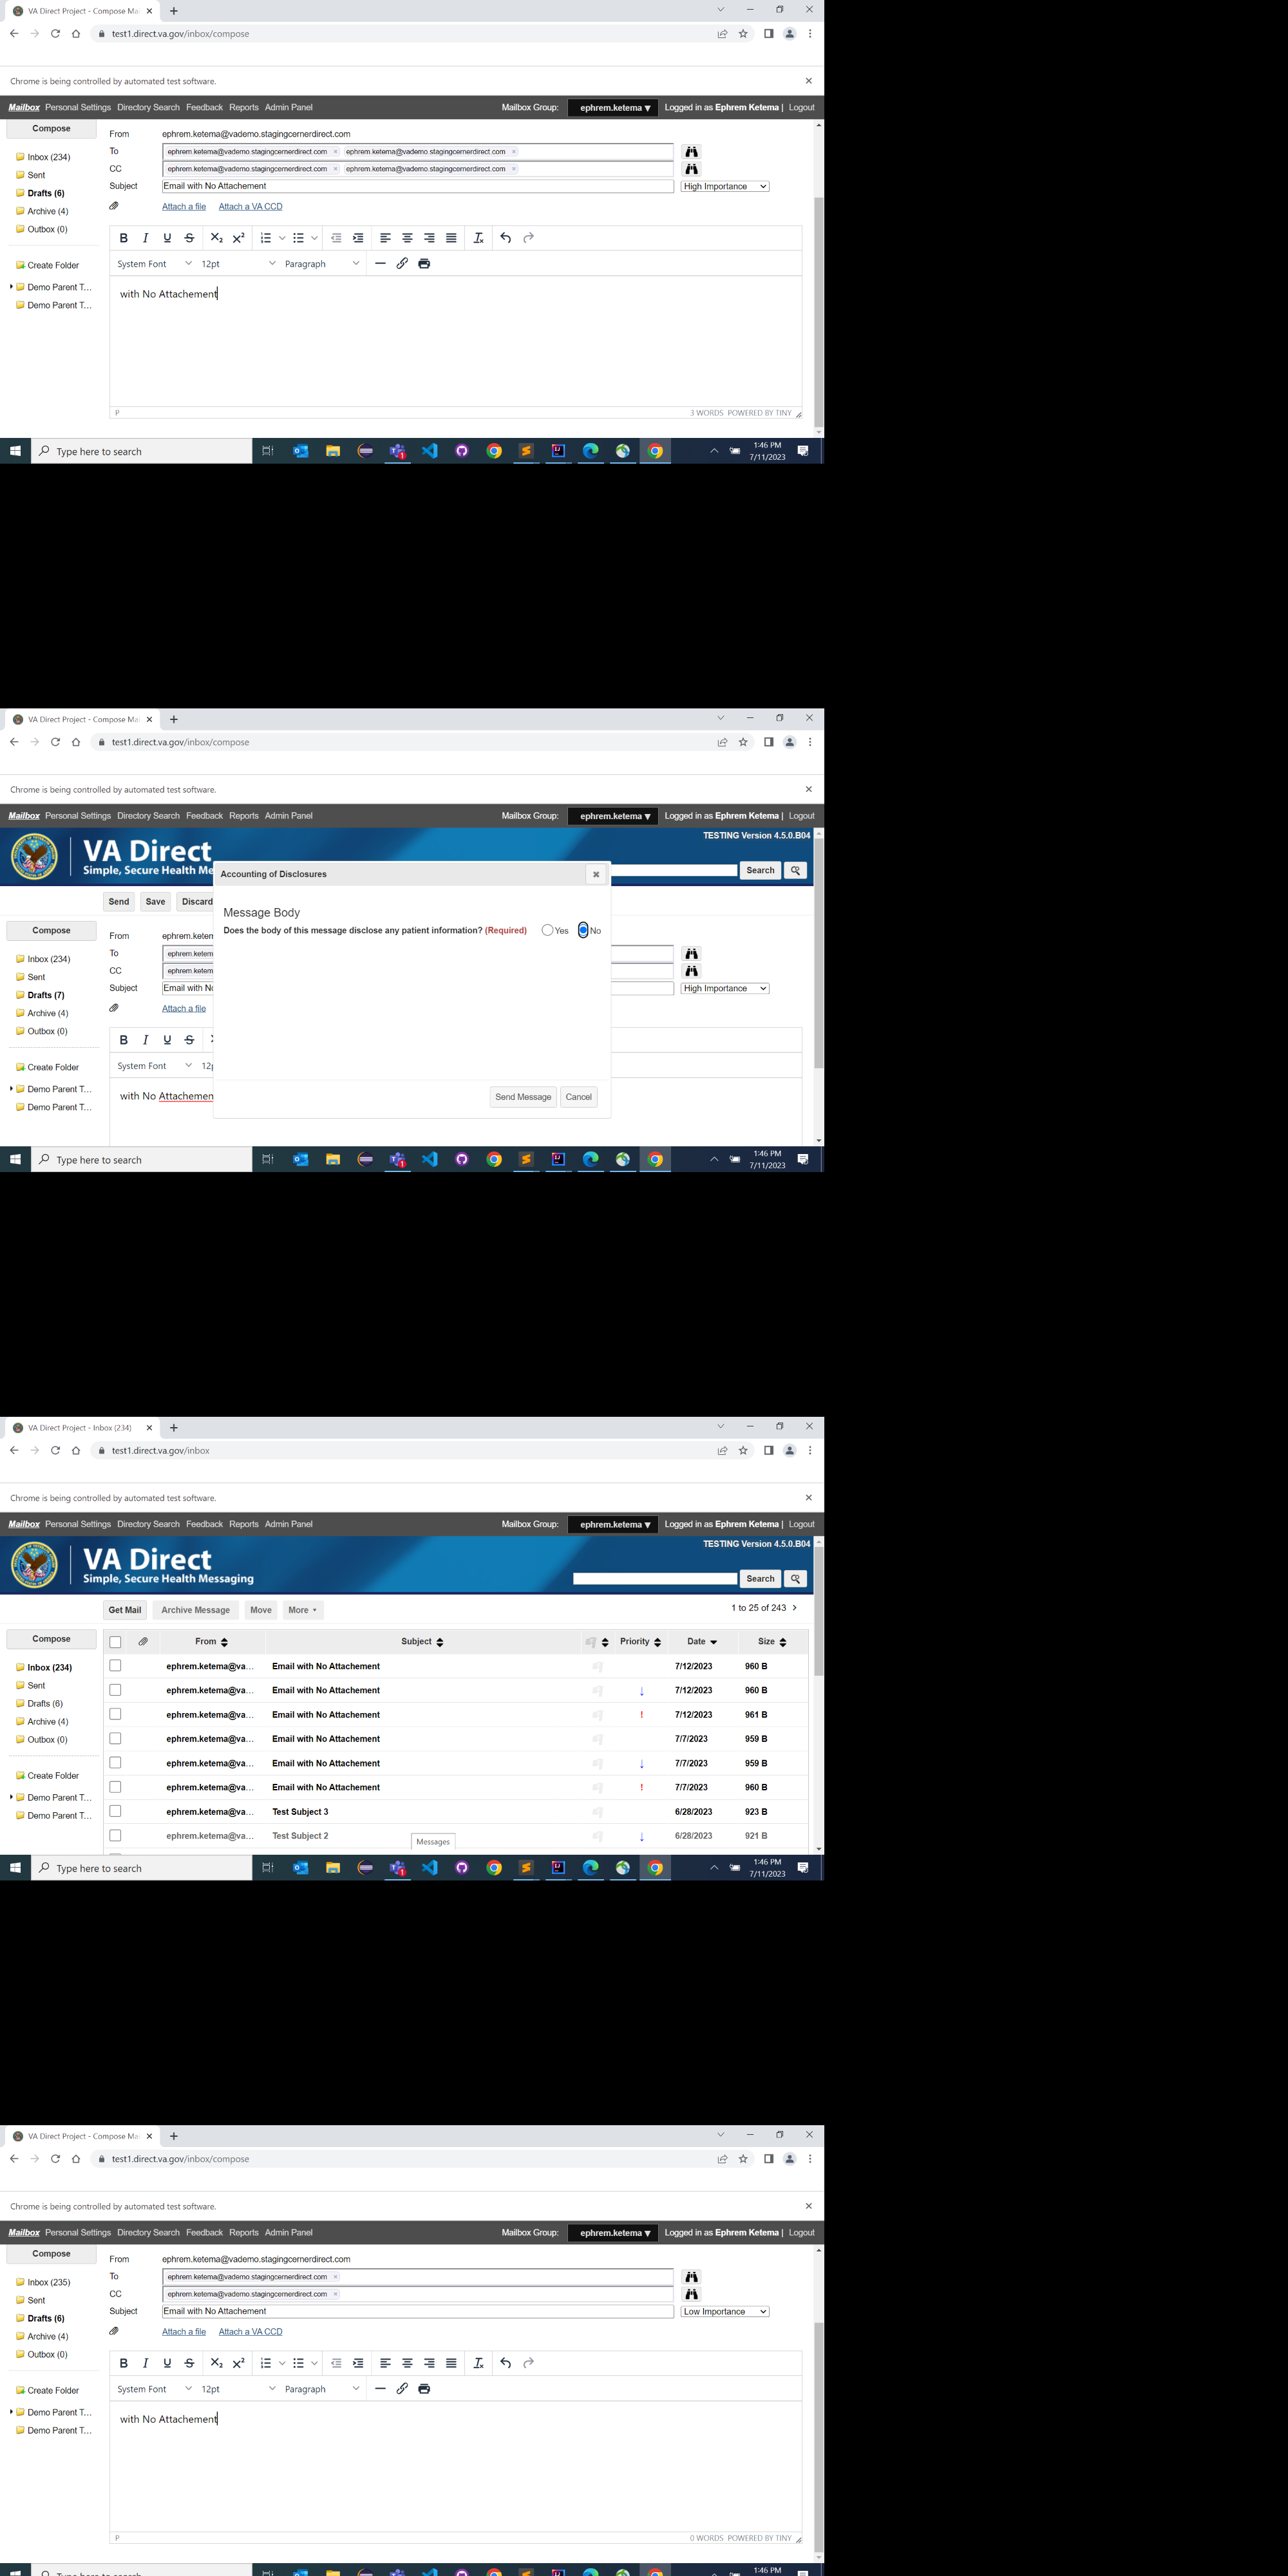 VA Direct Project - Compose Ma
test1.direct.va.gov/inbox/compose
Chrome is being controlled by automated test software.
Mailbox Personal Settings Directory Search Feedback Reports Admin Panel Mailbox Group: ephrem.ketema ▼ Logged in as Ephrem Ketema | Logout
Compose
From ephrem.ketema@vademo.stagingcernerdirect.com
To ephrem.ketema@vademo.stagingcernerdirect.com × ephrem.ketema@vademo.stagingcernerdirect.com ×
Inbox (234)
CC ephrem.ketema@vademo.stagingcernerdirect.com × ephrem.ketema@vademo.stagingcernerdirect.com ×
Sent
Subject Email with No Attachement High Importance
Drafts (6)
Attach a file Attach a VA CCD
Archive (4)
Outbox (0)
System Font 12pt Paragraph
Create Folder
Demo Parent T...
Demo Parent T...
with No Attachement
P 3 WORDS POWERED BY TINY
Type here to search
1:46 PM
7/11/2023
VA Direct Project - Compose Ma
test1.direct.va.gov/inbox/compose
Chrome is being controlled by automated test software.
Mailbox Personal Settings Directory Search Feedback Reports Admin Panel Mailbox Group: ephrem.ketema ▼ Logged in as Ephrem Ketema | Logout
TESTING Version 4.5.0.B04
VA Direct
Simple, Secure Health Me
Search
Accounting of Disclosures
Send Save Discard
Message Body
Does the body of this message disclose any patient information? (Required) Yes No
Send Message Cancel
Compose
From ephrem.keterr
To ephrem.ketem
Inbox (234)
CC ephrem.ketem
Sent
Subject Email with No High Importance
Drafts (7)
Attach a file
Archive (4)
Outbox (0)
System Font 12p
Create Folder
Demo Parent T...
Demo Parent T...
with No Attachemen
Type here to search
1:46 PM
7/11/2023
VA Direct Project - Inbox (234)
test1.direct.va.gov/inbox
Chrome is being controlled by automated test software.
Mailbox Personal Settings Directory Search Feedback Reports Admin Panel Mailbox Group: ephrem.ketema ▼ Logged in as Ephrem Ketema | Logout
TESTING Version 4.5.0.B04
VA Direct
Simple, Secure Health Messaging
Search
Get Mail Archive Message Move More 1 to 25 of 243 >
Compose
Inbox (234)
Sent
Drafts (6)
Archive (4)
Outbox (0)
Create Folder
Demo Parent T...
Demo Parent T...
From Subject Priority Date Size
ephrem.ketema@va... Email with No Attachement 7/12/2023 960 B
ephrem.ketema@va... Email with No Attachement ↓ 7/12/2023 960 B
ephrem.ketema@va... Email with No Attachement ! 7/12/2023 961 B
ephrem.ketema@va... Email with No Attachement 7/7/2023 959 B
ephrem.ketema@va... Email with No Attachement ↓ 7/7/2023 959 B
ephrem.ketema@va... Email with No Attachement ! 7/7/2023 960 B
ephrem.ketema@va... Test Subject 3 6/28/2023 923 B
ephrem.ketema@va... Test Subject 2 ↓ 6/28/2023 921 B
Messages
Type here to search
1:46 PM
7/11/2023
VA Direct Project - Compose Ma
test1.direct.va.gov/inbox/compose
Chrome is being controlled by automated test software.
Mailbox Personal Settings Directory Search Feedback Reports Admin Panel Mailbox Group: ephrem.ketema ▼ Logged in as Ephrem Ketema | Logout
Compose
From ephrem.ketema@vademo.stagingcernerdirect.com
To ephrem.ketema@vademo.stagingcernerdirect.com ×
Inbox (235)
CC ephrem.ketema@vademo.stagingcernerdirect.com ×
Sent
Subject Email with No Attachement Low Importance
Drafts (6)
Attach a file Attach a VA CCD
Archive (4)
Outbox (0)
System Font 12pt Paragraph
Create Folder
Demo Parent T...
Demo Parent T...
with No Attachement
P 0 WORDS POWERED BY TINY
Type here to search
1:46 PM